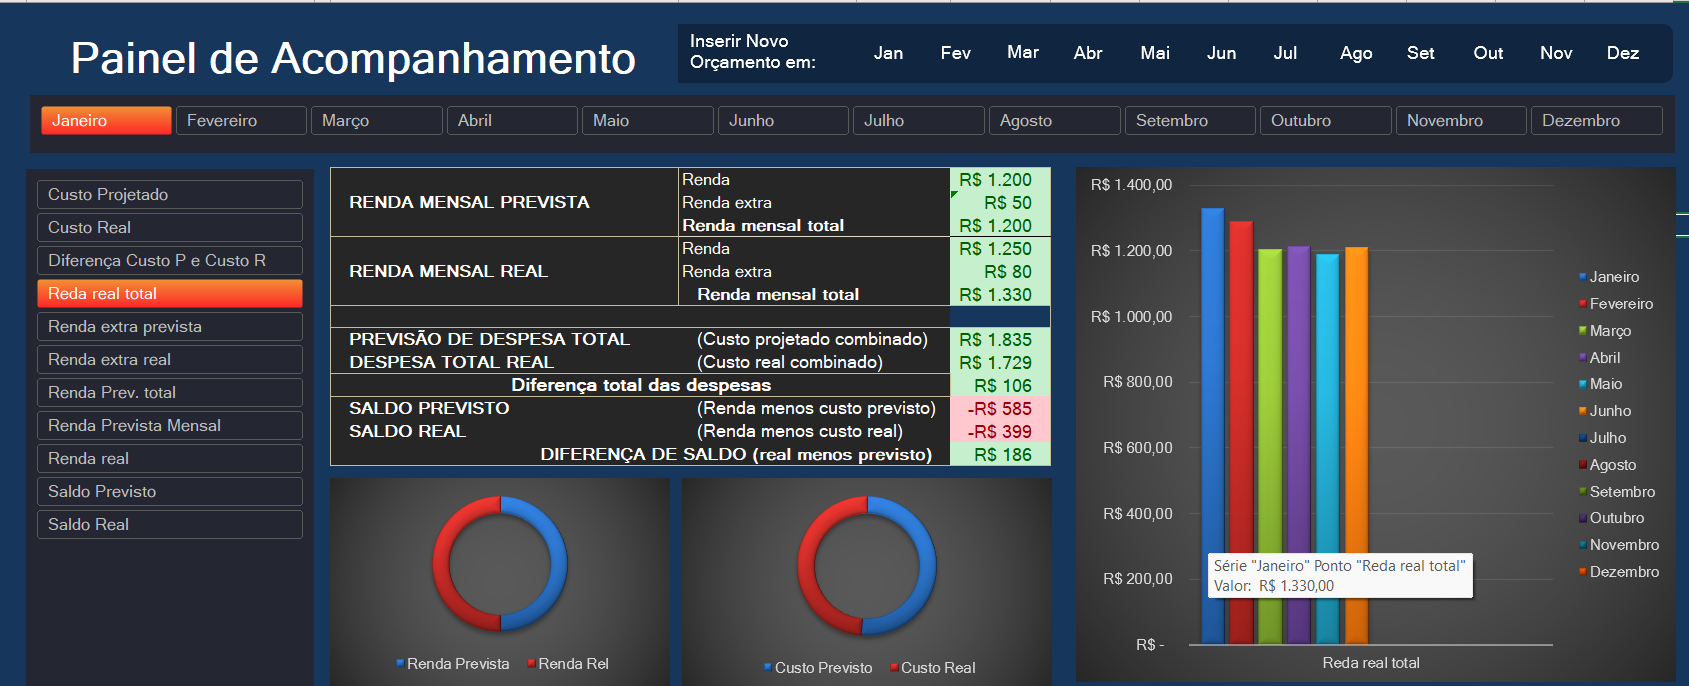 Painel de Acompanhamento
Inserir Novo
Orçamento em:
Jan Fev Mar Abr Mai Jun Jul Ago Set Out Nov Dez
Janeiro Fevereiro Março Abril Maio Junho Julho Agosto Setembro Outubro Novembro Dezembro
Custo Projetado
Custo Real
Diferença Custo P e Custo R
Reda real total
Renda extra prevista
Renda extra real
Renda Prev. total
Renda Prevista Mensal
Renda real
Saldo Previsto
Saldo Real
RENDA MENSAL PREVISTA
Renda R$ 1.200
Renda extra R$ 50
Renda mensal total R$ 1.200
RENDA MENSAL REAL
Renda R$ 1.250
Renda extra R$ 80
Renda mensal total R$ 1.330
PREVISÃO DE DESPESA TOTAL (Custo projetado combinado) R$ 1.835
DESPESA TOTAL REAL (Custo real combinado) R$ 1.729
Diferença total das despesas R$ 106
SALDO PREVISTO (Renda menos custo previsto) -R$ 585
SALDO REAL (Renda menos custo real) -R$ 399
DIFERENÇA DE SALDO (real menos previsto) R$ 186
Renda Prevista Renda Rel
Custo Previsto Custo Real
R$ 1.400,00
R$ 1.200,00
R$ 1.000,00
R$ 800,00
R$ 600,00
R$ 400,00
R$ 200,00
R$ -
Série "Janeiro" Ponto "Reda real total"
Valor: R$ 1.330,00
Reda real total
Janeiro
Fevereiro
Março
Abril
Maio
Junho
Julho
Agosto
Setembro
Outubro
Novembro
Dezembro